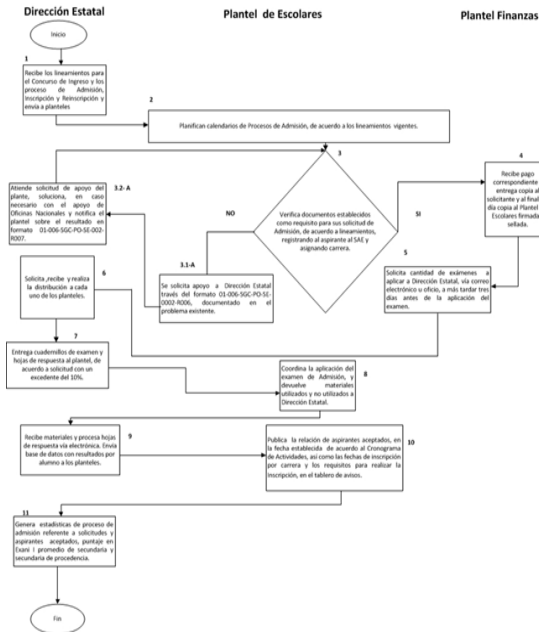 Dirección Estatal
Plantel de Escolares
Plantel Finanzas
Inicio
1
Recibe los lineamientos para
el Concurso de Ingreso y los
proceso de Admisión,
Inscripción y Reinscripción y
envía a planteles
2
Planifican calendarios de Procesos de Admisión, de acuerdo a los lineamientos vigentes.
3
Verifica documentos establecidos
como requisito para sus solicitud de
Admisión, de acuerdo a lineamientos,
registrando al aspirante al SAE y
asignando carrera.
NO
SI
4
Recibe pago
correspondiente
entrega copia al
solicitante y al final
día copia al Plantel
Escolares firmada
sellada.
3.2- A
Atiende solicitud de apoyo del
plante, soluciona, en caso
necesario con el apoyo de
Oficinas Nacionales y notifica el
plantel sobre el resultado en
formato 01-006-SGC-PO-SE-002-
R007.
3.1-A
Se solicita apoyo a Dirección Estatal
través del formato 01-006-SGC-PO-SE-
0002-R006, documentado en el
problema existente.
5
Solicita cantidad de exámenes a
aplicar a Dirección Estatal, vía correo
electrónico u oficio, a más tardar tres
días antes de la aplicación del
examen.
6
Solicita ,recibe y realiza
la distribución a cada
uno de los planteles.
7
Entrega cuadernillos de examen y
hojas de respuesta al plantel, de
acuerdo a solicitud con un
excedente del 10%.
8
Coordina la aplicación del
examen de Admisión, y
devuelve materiales
utilizados y no utilizados a
Dirección Estatal.
9
Recibe materiales y procesa hojas
de respuesta vía electrónica. Envía
base de datos con resultados por
alumno a los planteles.
10
Publica la relación de aspirantes aceptados, en
la fecha establecida de acuerdo al Cronograma
de Actividades, así como las fechas de inscripción
por carrera y los requisitos para realizar la
Inscripción, en el tablero de avisos.
11
Genera estadísticas de proceso de
admisión referente a solicitudes y
aspirantes aceptados, puntaje en
Exani I promedio de secundaria y
secundaria de procedencia.
Fin